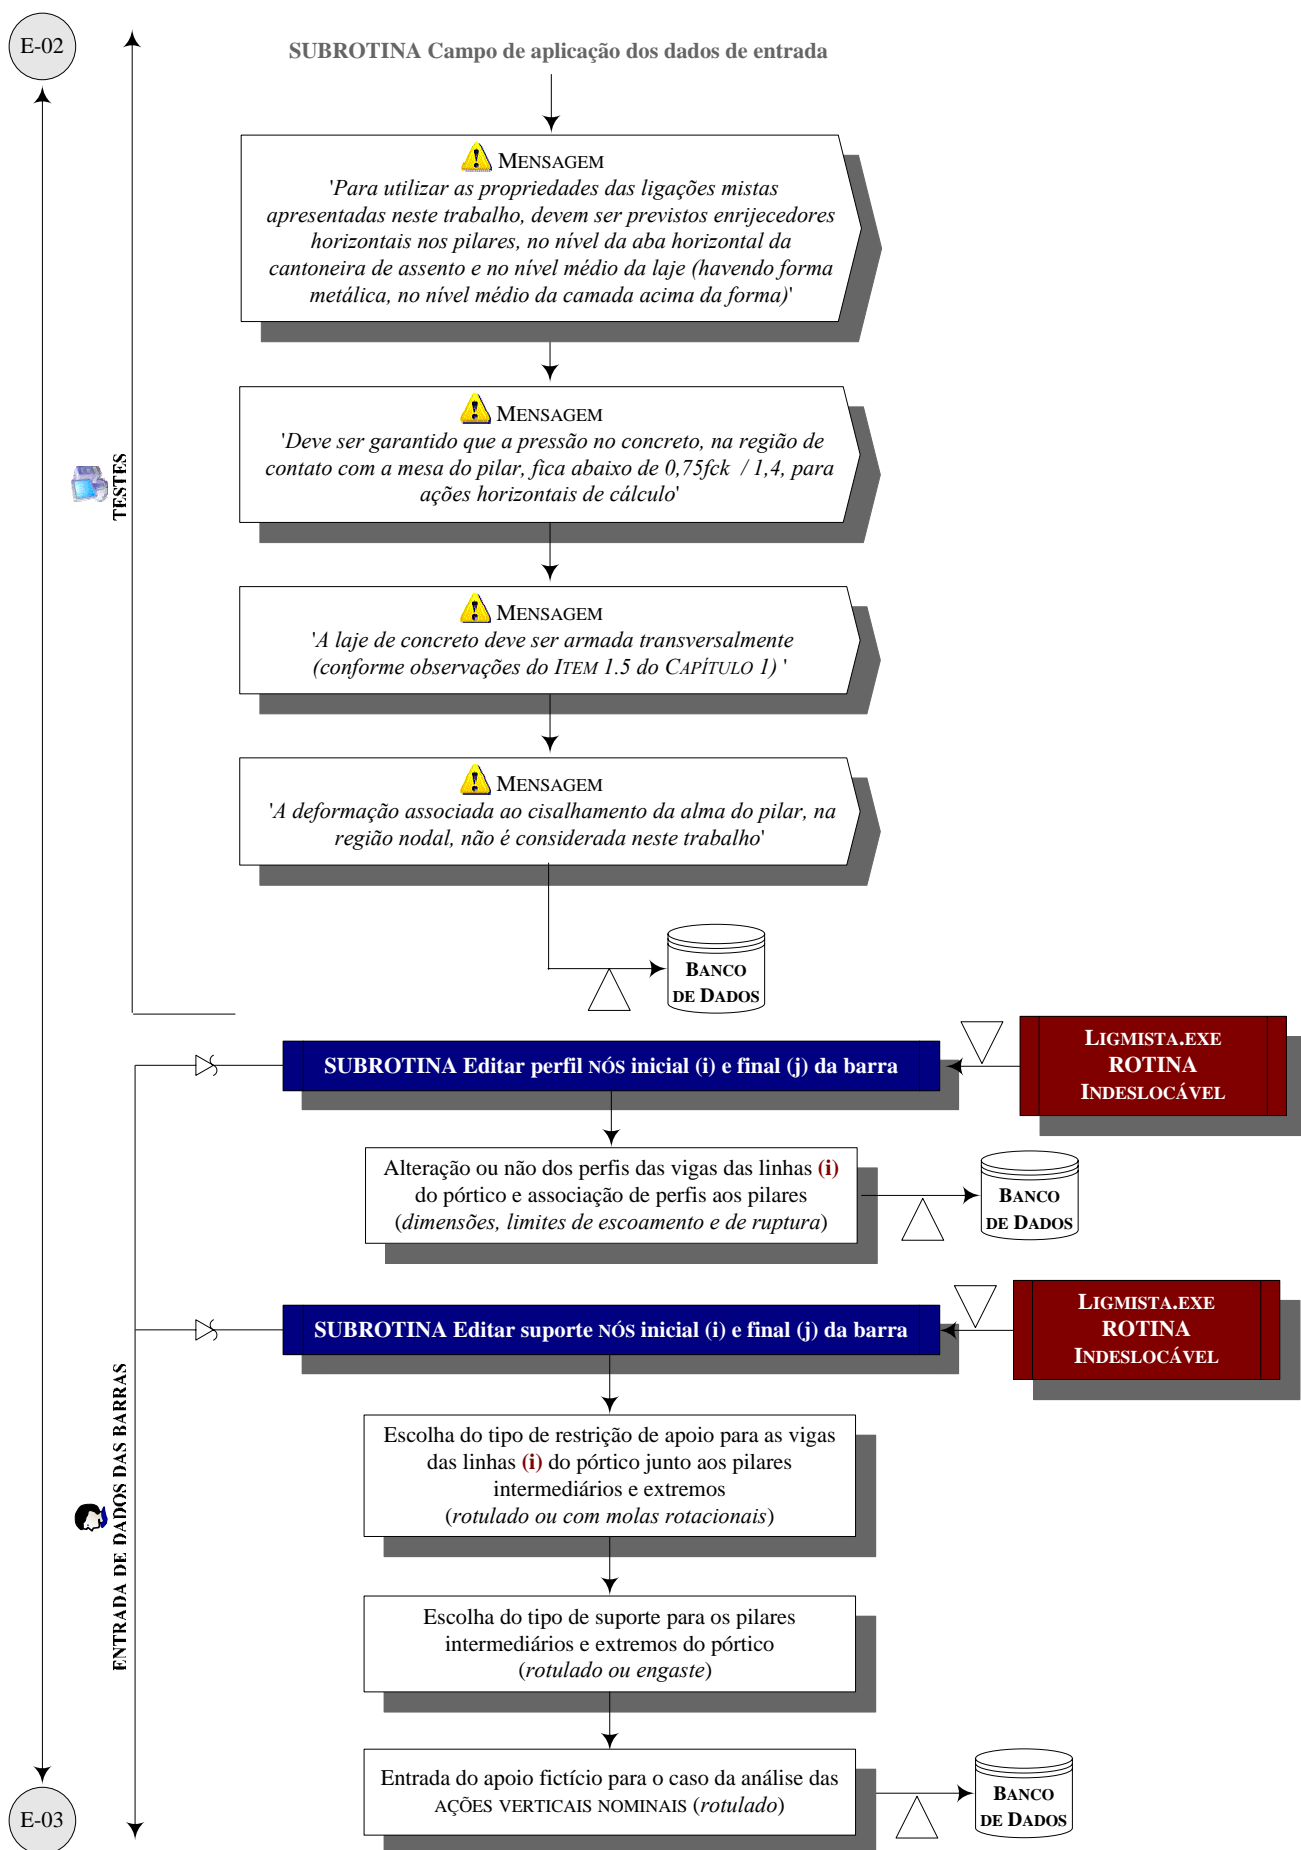 E-02
SUBROTINA Campo de aplicação dos dados de entrada
MENSAGEM
'Para utilizar as propriedades das ligações mistas
apresentadas neste trabalho, devem ser previstos enrijecedores
horizontais nos pilares, no nível da aba horizontal da
cantoneira de assento e no nível médio da laje (havendo forma
metálica, no nível médio da camada acima da forma)'
MENSAGEM
'Deve ser garantido que a pressão no concreto, na região de
contato com a mesa do pilar, fica abaixo de 0,75fck / 1,4, para
ações horizontais de cálculo'
TESTES
MENSAGEM
'A laje de concreto deve ser armada transversalmente
(conforme observações do ITEM 1.5 do CAPÍTULO 1) '
MENSAGEM
'A deformação associada ao cisalhamento da alma do pilar, na
região nodal, não é considerada neste trabalho'
BANCO
DE DADOS
SUBROTINA Editar perfil NÓS inicial (i) e final (j) da barra
LIGMISTA.EXE
ROTINA
INDESLOCÁVEL
Alteração ou não dos perfis das vigas das linhas (i)
do pórtico e associação de perfis aos pilares
(dimensões, limites de escoamento e de ruptura)
BANCO
DE DADOS
SUBROTINA Editar suporte NÓS inicial (i) e final (j) da barra
LIGMISTA.EXE
ROTINA
INDESLOCÁVEL
ENTRADA DE DADOS DAS BARRAS
Escolha do tipo de restrição de apoio para as vigas
das linhas (i) do pórtico junto aos pilares
intermediários e extremos
(rotulado ou com molas rotacionais)
Escolha do tipo de suporte para os pilares
intermediários e extremos do pórtico
(rotulado ou engaste)
Entrada do apoio fictício para o caso da análise das
AÇÕES VERTICAIS NOMINAIS (rotulado)
BANCO
DE DADOS
E-03